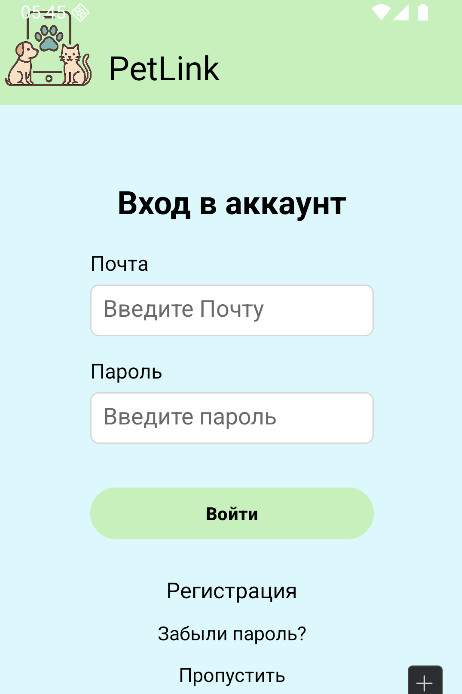 05:45
PetLink
Вход в аккаунт
Почта
Введите Почту
Пароль
Введите пароль
Войти
Регистрация
Забыли пароль?
Пропустить